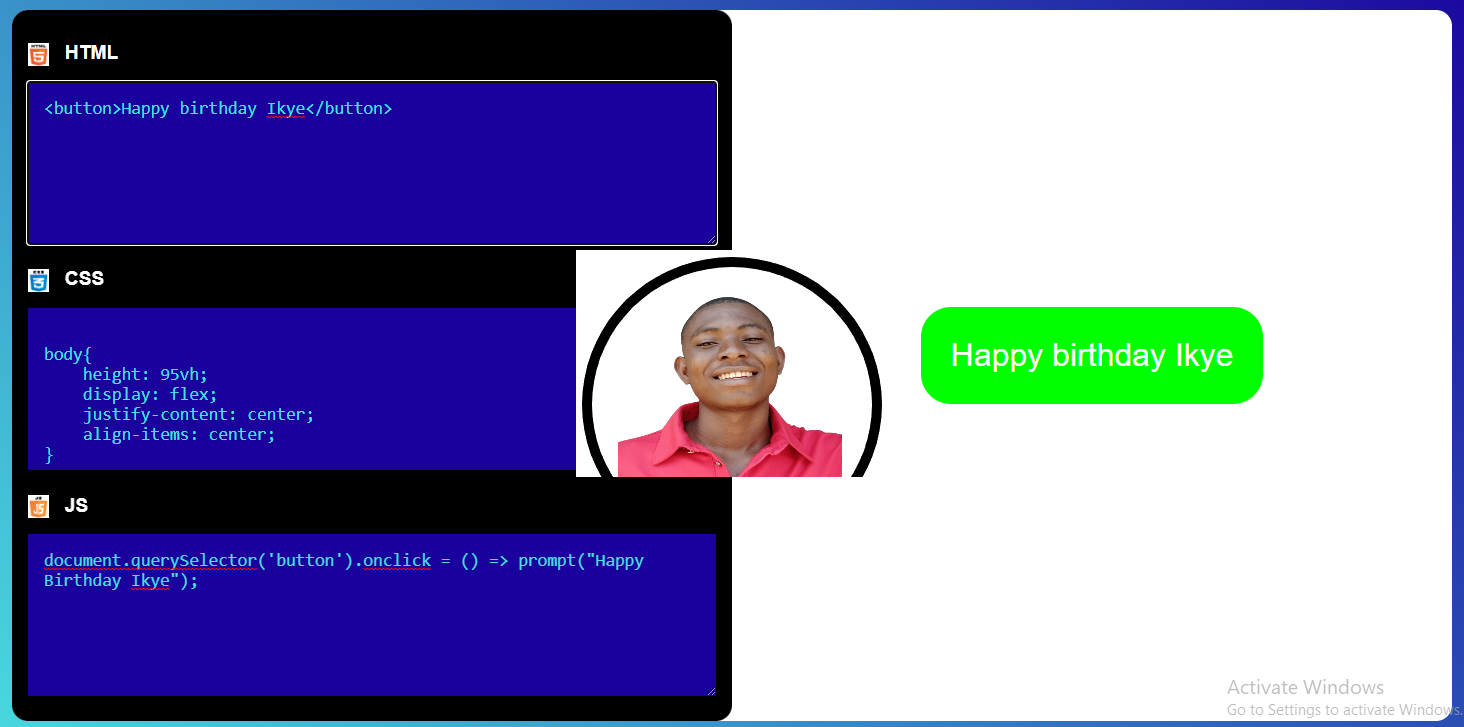 HTML
<button>Happy birthday Ikye</button>
CSS
body{
    height: 95vh;
    display: flex;
    justify-content: center;
    align-items: center;
}
JS
document.querySelector('button').onclick = () => prompt("Happy
Birthday Ikye");
Happy birthday Ikye
Activate Windows
Go to Settings to activate Windows.